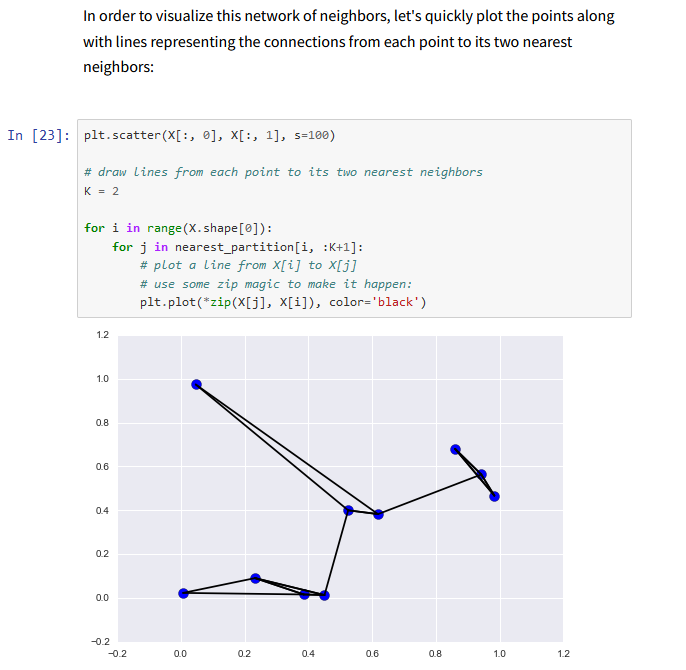 In order to visualize this network of neighbors, let's quickly plot the points along
with lines representing the connections from each point to its two nearest
neighbors:
In [23]: plt.scatter(X[:, 0], X[:, 1], s=100)
# draw lines from each point to its two nearest neighbors
K = 2
for i in range(X.shape[0]):
    for j in nearest_partition[i, :K+1]:
        # plot a line from X[i] to X[j]
        # use some zip magic to make it happen:
        plt.plot(*zip(X[j], X[i]), color='black')
1.2
1.0
0.8
0.6
0.4
0.2
0.0
−0.2
−0.2 0.0 0.2 0.4 0.6 0.8 1.0 1.2